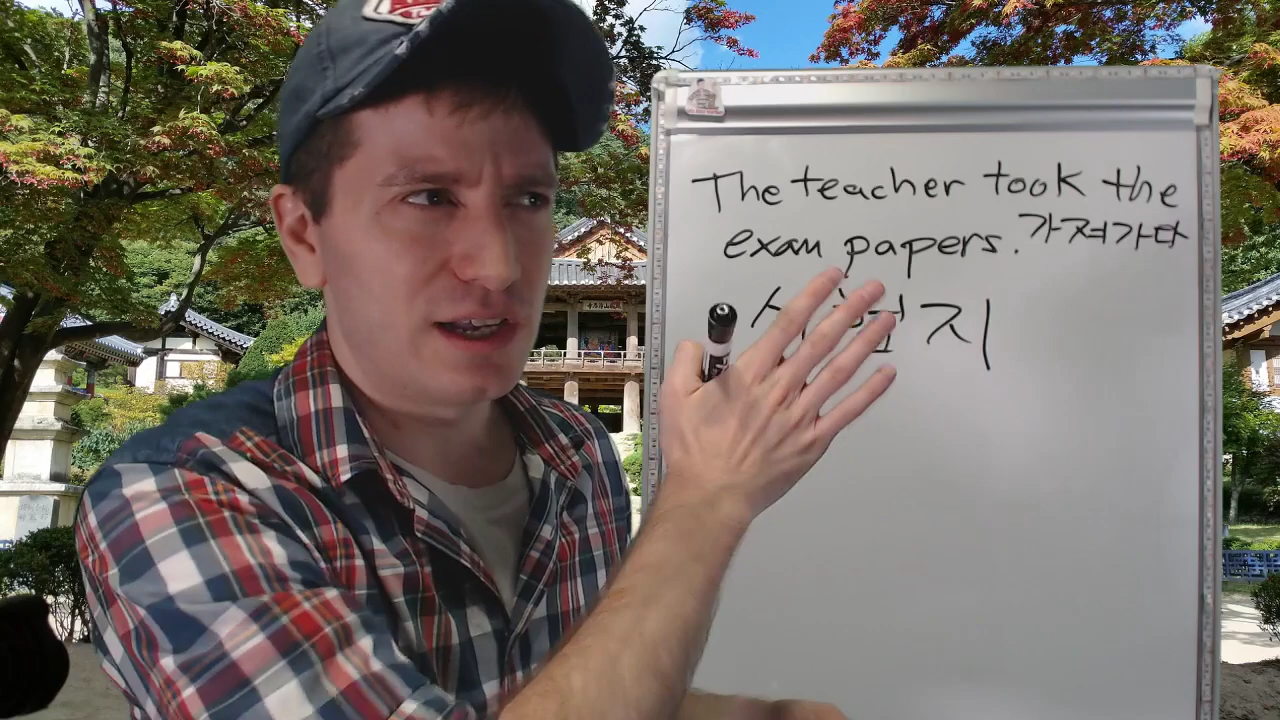 The teacher took the
exam papers. 가져가다